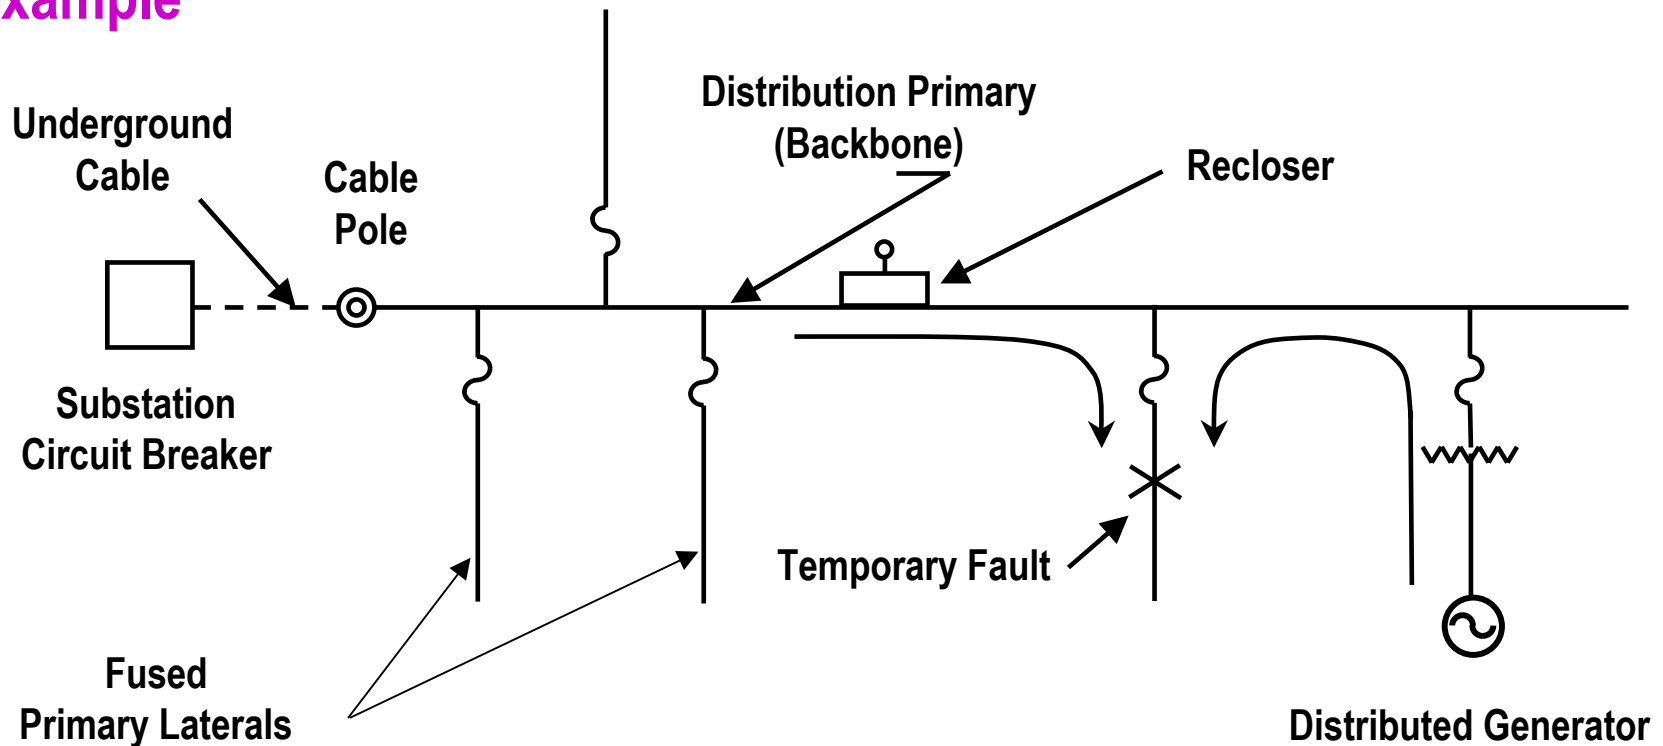 xample
Distribution Primary
(Backbone)
Underground
Cable
Cable
Pole
Recloser
Substation
Circuit Breaker
Temporary Fault
Fused
Primary Laterals
Distributed Generator